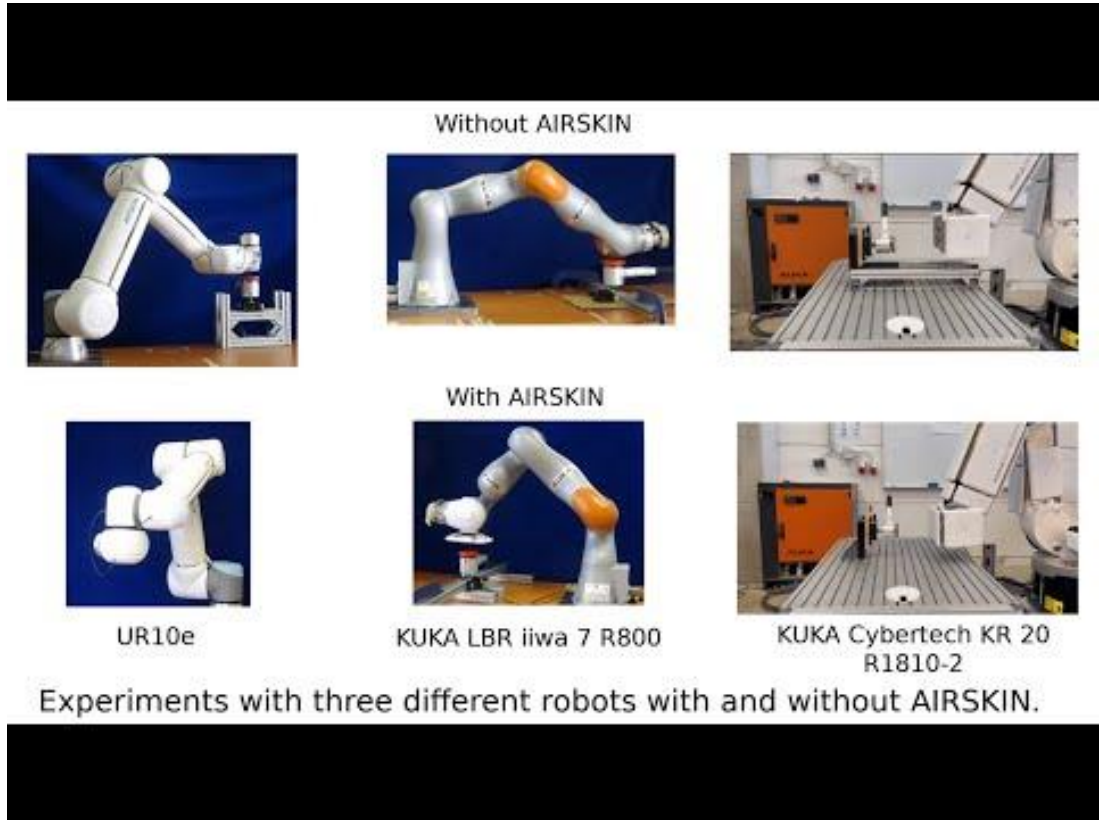 Without AIRSKIN
With AIRSKIN
UR10e
KUKA LBR iiwa 7 R800
KUKA Cybertech KR 20
R1810-2
Experiments with three different robots with and without AIRSKIN.